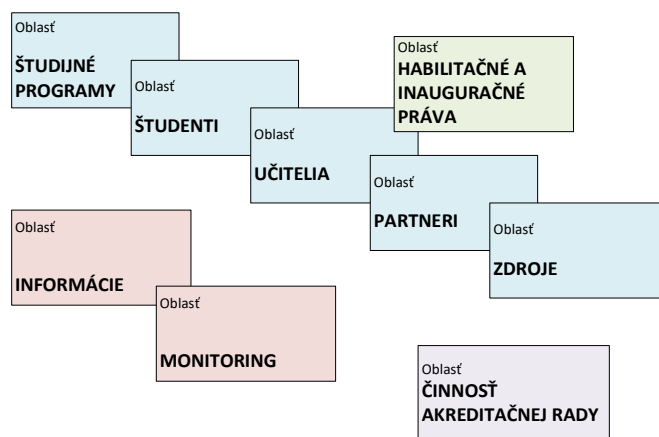 Oblasť
ŠTUDIJNÉ
PROGRAMY
Oblasť
ŠTUDENTI
Oblasť
UČITELIA
Oblasť
HABILITAČNÉ A
INAUGURAČNÉ
PRÁVA
Oblasť
PARTNERI
Oblasť
ZDROJE
Oblasť
INFORMÁCIE
Oblasť
MONITORING
Oblasť
ČINNOSŤ
AKREDITAČNEJ RADY